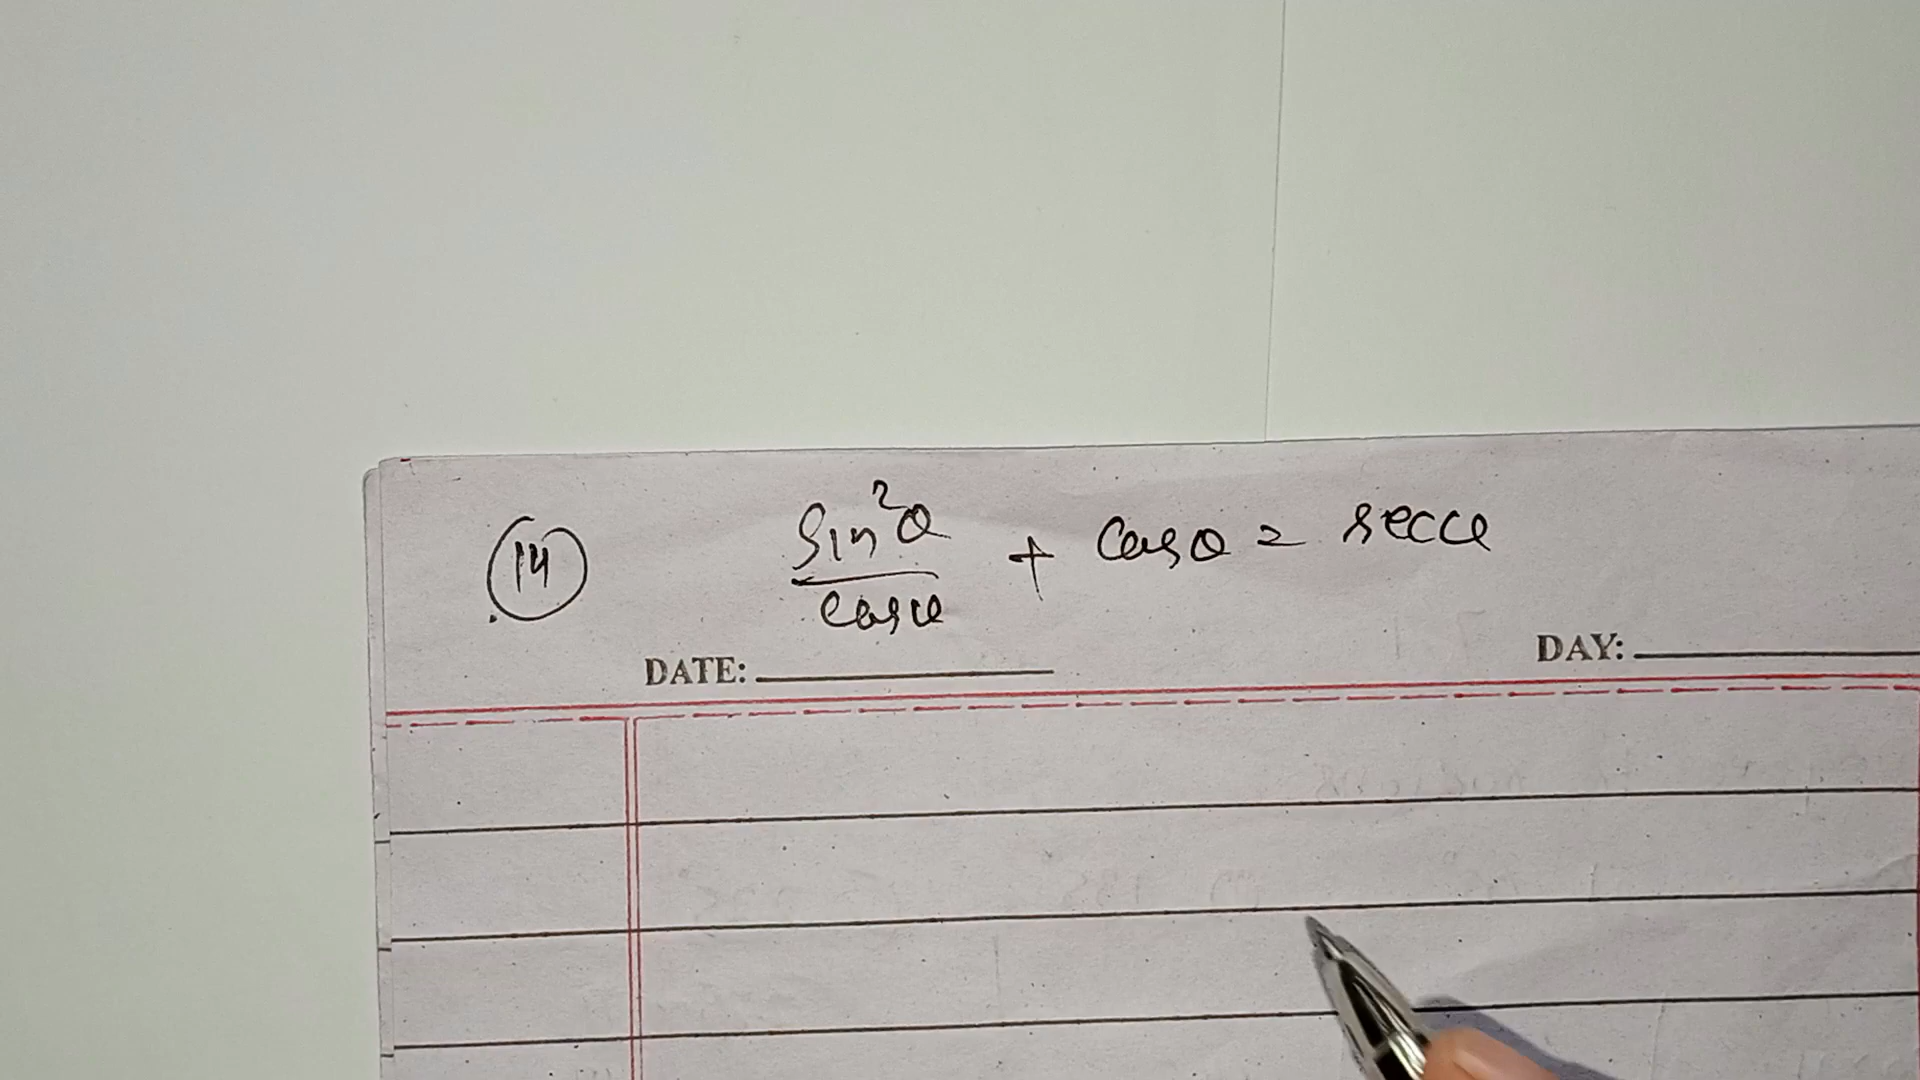 14 sin²θ/cosθ + cosθ = secθ
DATE: DAY: